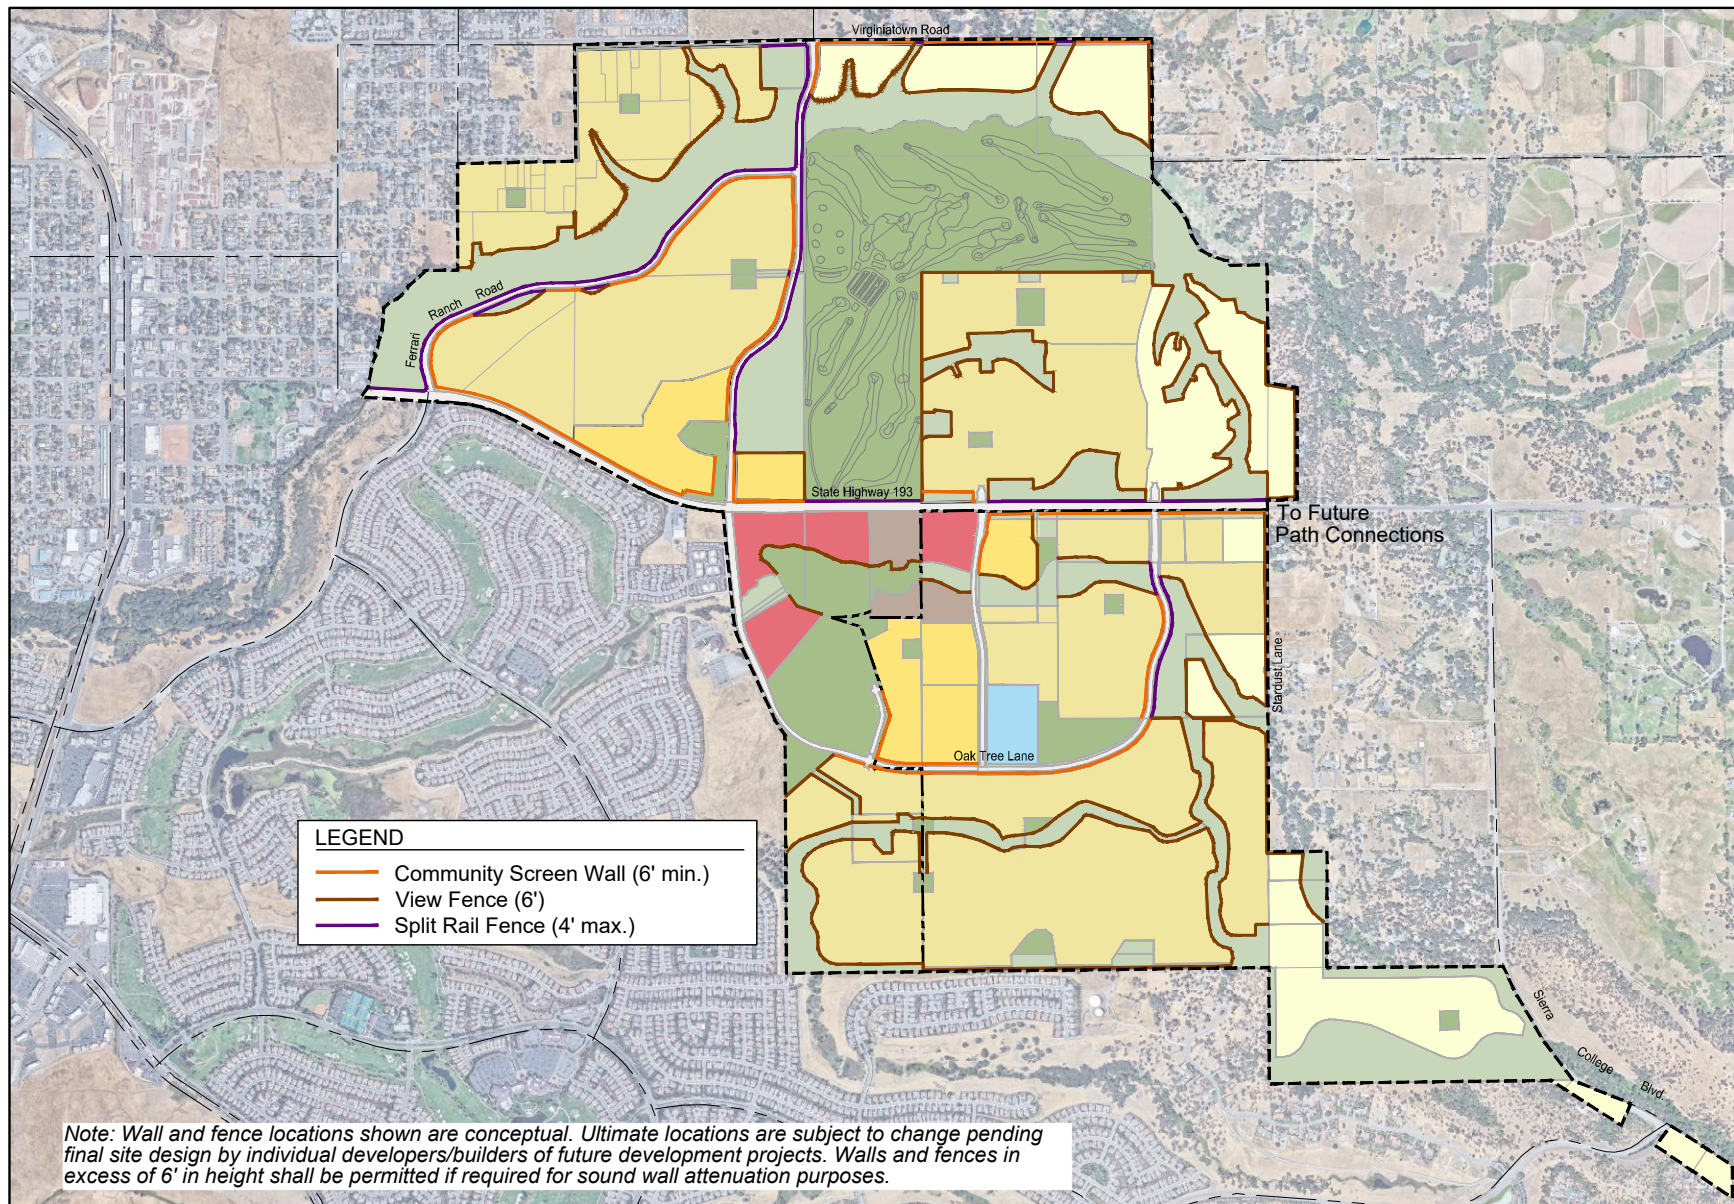 Virginiatown Road
Ferrari Ranch Road
State Highway 193
To Future
Path Connections
Stardust Lane
Oak Tree Lane
LEGEND
Community Screen Wall (6' min.)
View Fence (6')
Split Rail Fence (4' max.)
Sierra College Blvd.
Note: Wall and fence locations shown are conceptual. Ultimate locations are subject to change pending
final site design by individual developers/builders of future development projects. Walls and fences in
excess of 6' in height shall be permitted if required for sound wall attenuation purposes.